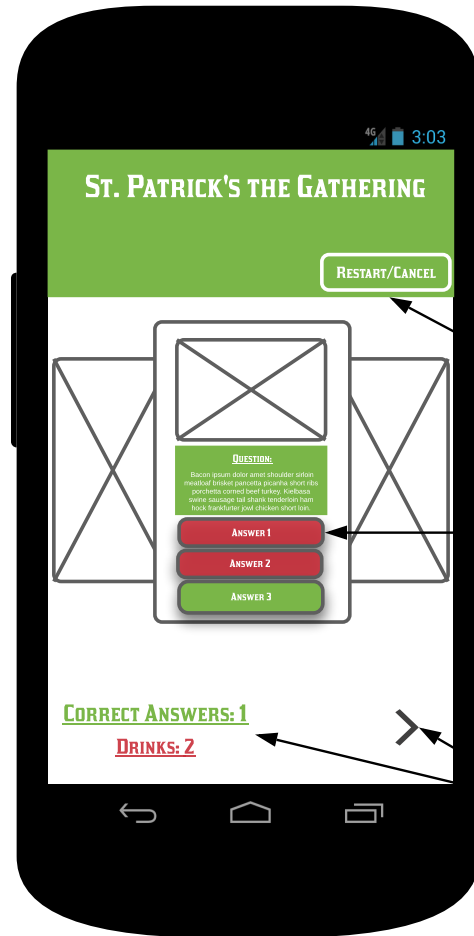 4G 3:03
St. Patrick's the Gathering
Restart/Cancel
Question:
Bacon ipsum dolor amet shoulder sirloin
meatloaf brisket pancetta picanha short ribs
porchetta corned beef turkey. Kielbasa
swine sausage tail shank tenderloin ham
hock frankfurter jowl chicken short loin.
Answer 1
Answer 2
Answer 3
Correct Answers: 1
Drinks: 2